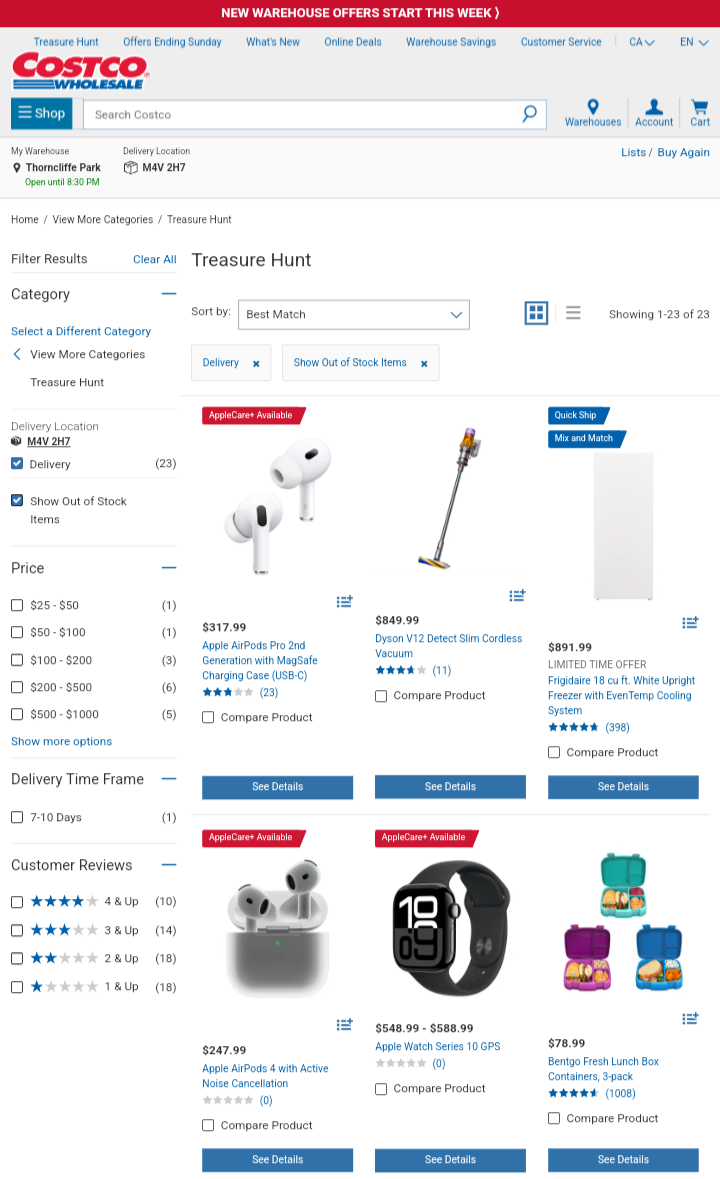 NEW WAREHOUSE OFFERS START THIS WEEK ⟩
Treasure Hunt
Offers Ending Sunday
What's New
Online Deals
Warehouse Savings
Customer Service
CA
EN
COSTCO
WHOLESALE
Shop
Search Costco
Warehouses
Account
Cart
My Warehouse
Thorncliffe Park
Open until 8:30 PM
Delivery Location
M4V 2H7
Lists / Buy Again
Home / View More Categories / Treasure Hunt
Filter Results
Clear All
Category
Select a Different Category
View More Categories
Treasure Hunt
Delivery Location
M4V 2H7
Delivery (23)
Show Out of Stock
Items
Price
$25 - $50 (1)
$50 - $100 (1)
$100 - $200 (3)
$200 - $500 (6)
$500 - $1000 (5)
Show more options
Delivery Time Frame
7-10 Days (1)
Customer Reviews
4 & Up (10)
3 & Up (14)
2 & Up (18)
1 & Up (18)
Treasure Hunt
Sort by:
Best Match
Showing 1-23 of 23
Delivery ×
Show Out of Stock Items ×
AppleCare+ Available
$317.99
Apple AirPods Pro 2nd
Generation with MagSafe
Charging Case (USB-C)
(23)
Compare Product
See Details
$849.99
Dyson V12 Detect Slim Cordless
Vacuum
(11)
Compare Product
See Details
Quick Ship
Mix and Match
$891.99
LIMITED TIME OFFER
Frigidaire 18 cu ft. White Upright
Freezer with EvenTemp Cooling
System
(398)
Compare Product
See Details
AppleCare+ Available
$247.99
Apple AirPods 4 with Active
Noise Cancellation
(0)
Compare Product
See Details
AppleCare+ Available
10
09
$548.99 - $588.99
Apple Watch Series 10 GPS
(0)
Compare Product
See Details
$78.99
Bentgo Fresh Lunch Box
Containers, 3-pack
(1008)
Compare Product
See Details